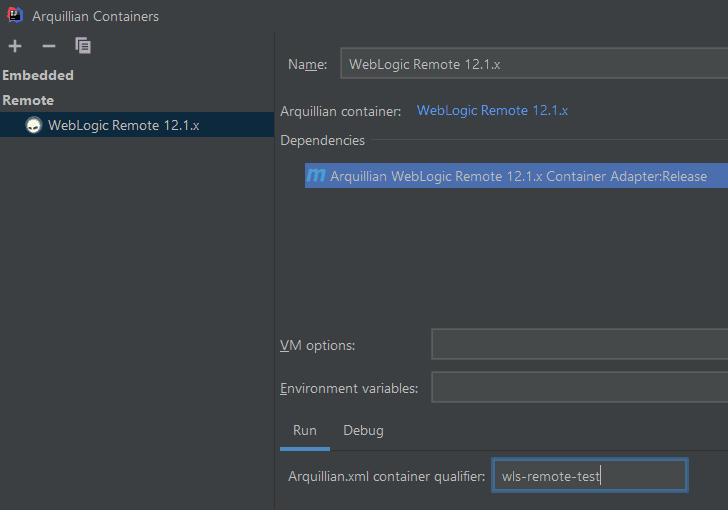 Arquillian Containers
Embedded
Remote
WebLogic Remote 12.1.x
Name: WebLogic Remote 12.1.x
Arquillian container: WebLogic Remote 12.1.x
Dependencies
m Arquillian WebLogic Remote 12.1.x Container Adapter:Release
VM options:
Environment variables:
Run Debug
Arquillian.xml container qualifier: wls-remote-test